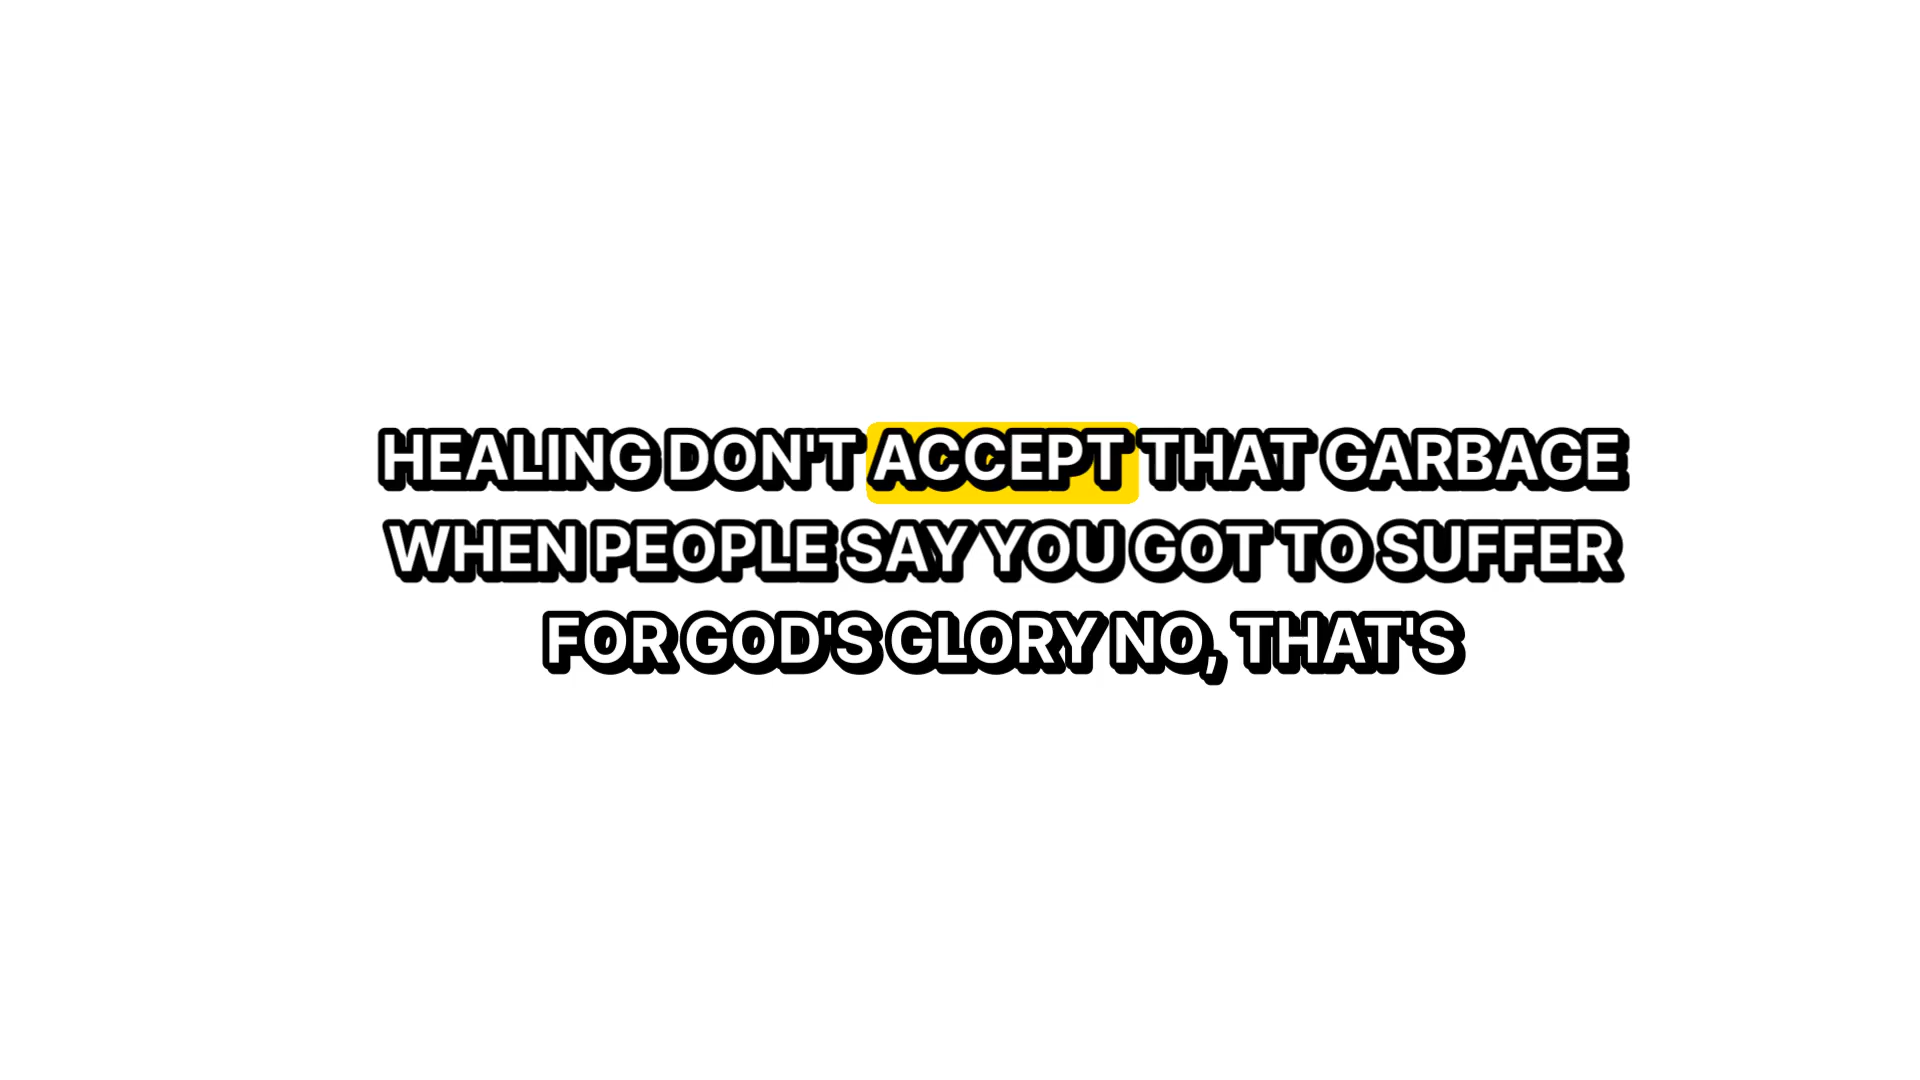 HEALING DON'T ACCEPT THAT GARBAGE
WHEN PEOPLE SAY YOU GOT TO SUFFER
FOR GOD'S GLORY NO, THAT'S